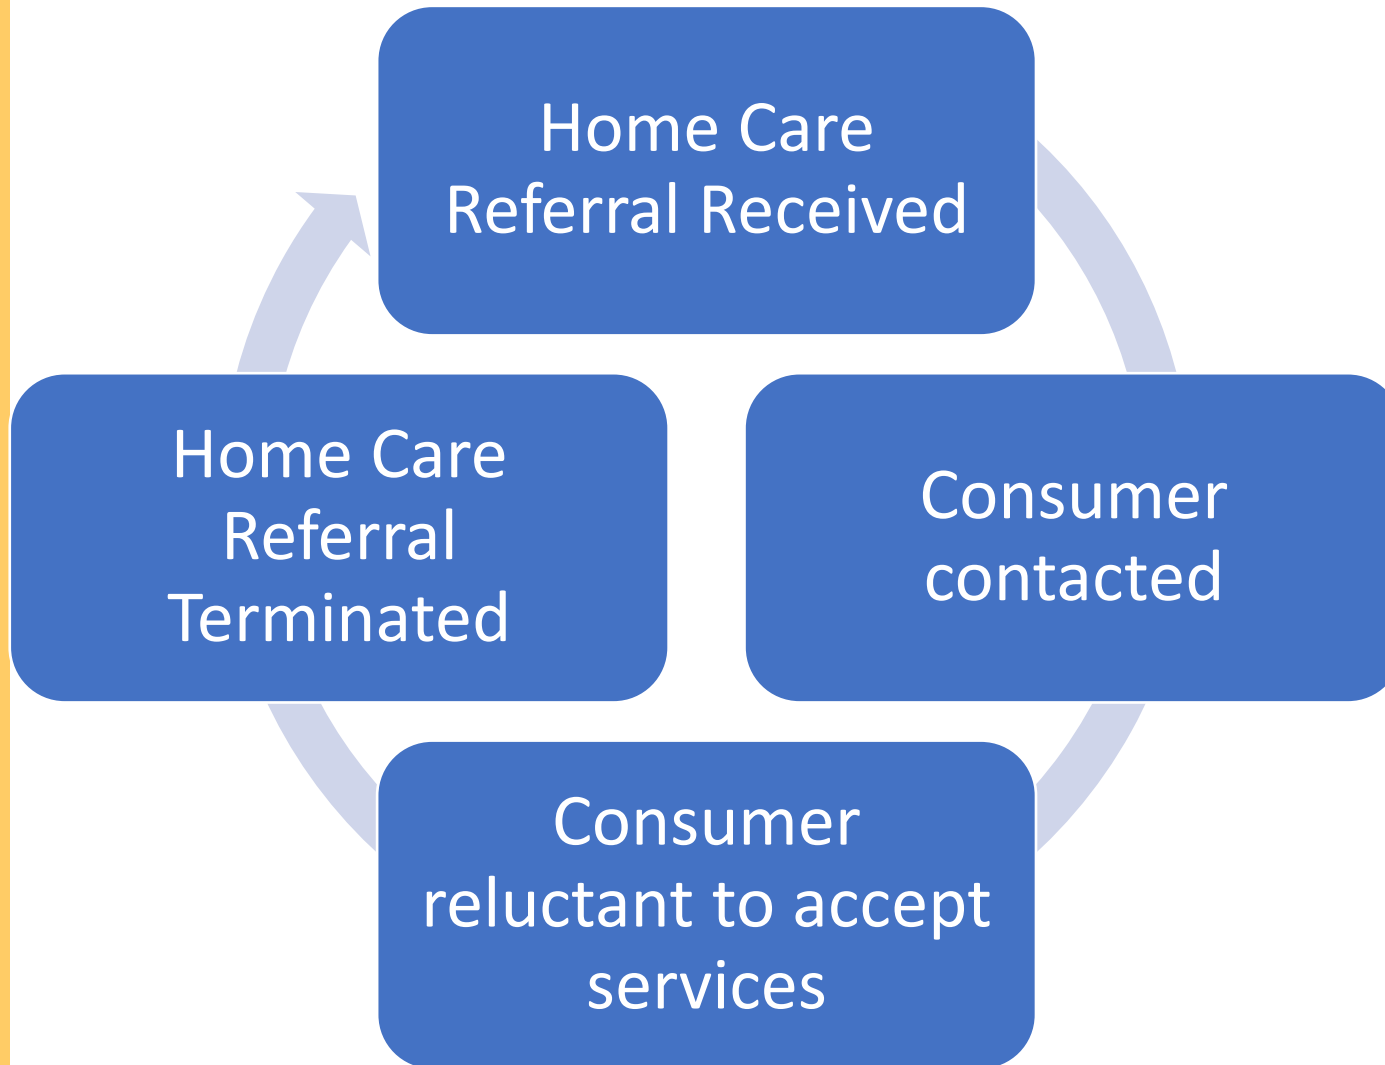 Home Care
Referral Received
Consumer
contacted
Consumer
reluctant to accept
services
Home Care
Referral
Terminated